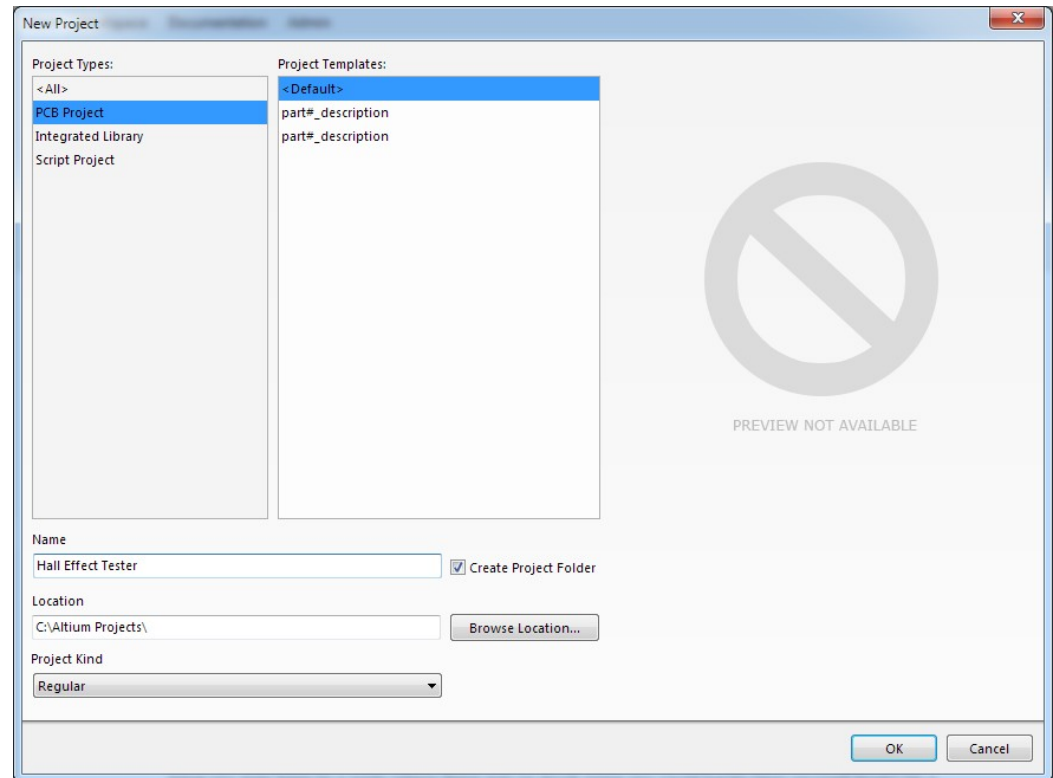 New Project
Documentation Admin
Project Types:
<All>
PCB Project
Integrated Library
Script Project
Project Templates:
<Default>
part#_description
part#_description
PREVIEW NOT AVAILABLE
Name
Hall Effect Tester
Create Project Folder
Location
C:\Altium Projects\
Browse Location...
Project Kind
Regular
OK
Cancel